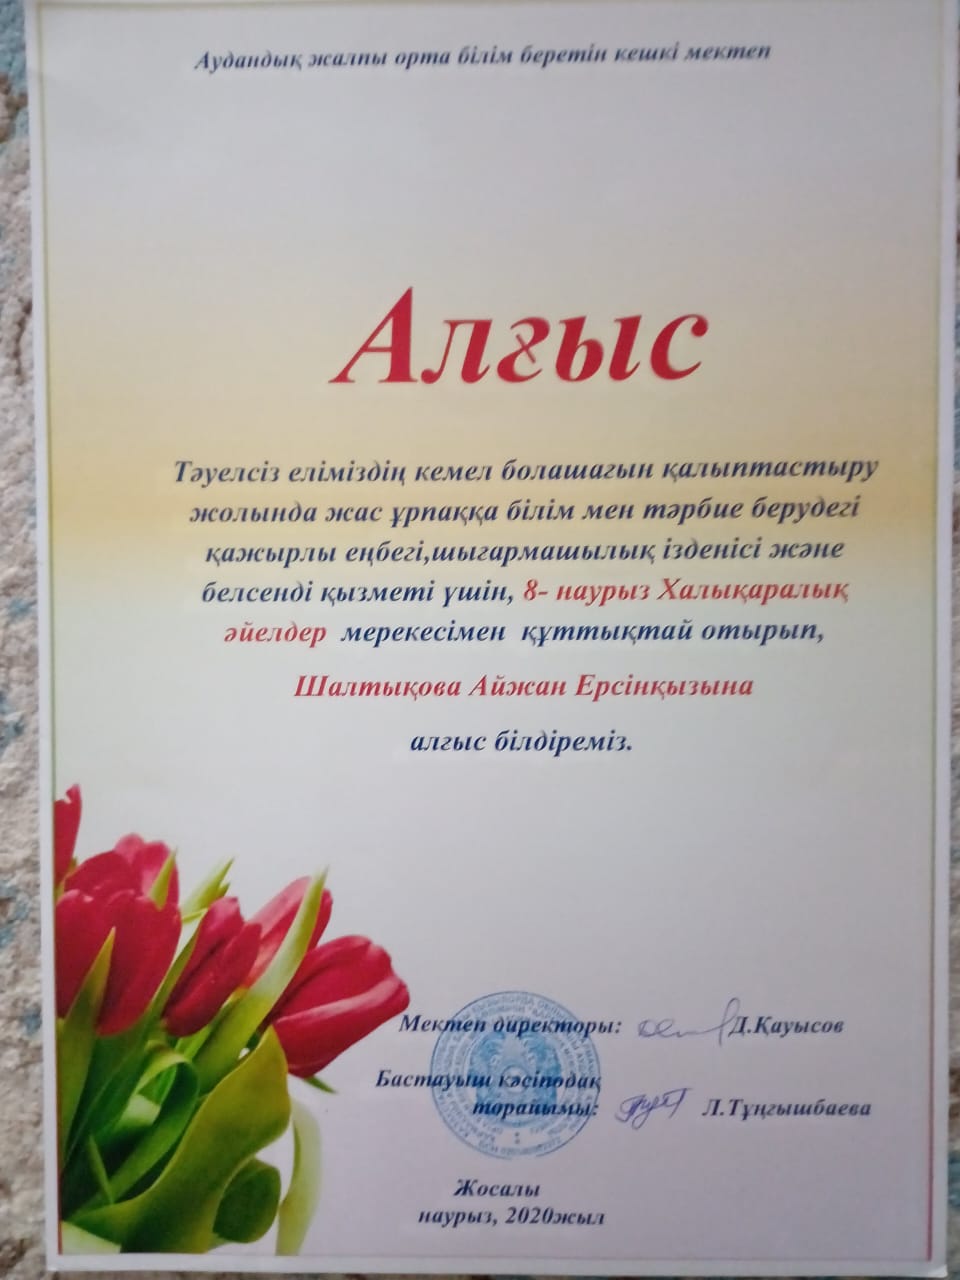 Аудандық жалпы орта білім беретін кешкі мектеп
Алғыс
Тәуелсіз еліміздің кемел болашағын қалыптастыру
жолында жас ұрпаққа білім мен тәрбие берудегі
қажырлы еңбегі,шығармашылық ізденісі және
белсенді қызметі үшін, 8- наурыз Халықаралық
әйелдер мерекесімен құттықтай отырып,
Шалтықова Айжан Ерсінқызына
алғыс білдіреміз.
Мектеп директоры: Д.Қауысов
Бастауыш кәсіподақ
төрайымы: Л.Тұңғышбаева
Жосалы
наурыз, 2020жыл